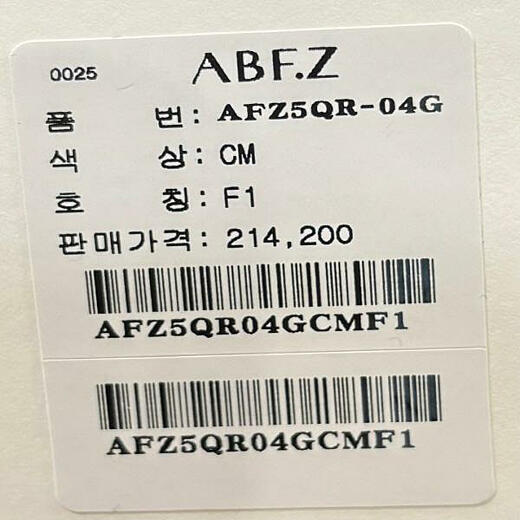 0025 ABF.Z
품 번: AFZ5QR-04G
색 상: CM
호 칭: F1
판매가격: 214,200
AFZ5QR04GCMF1
AFZ5QR04GCMF1